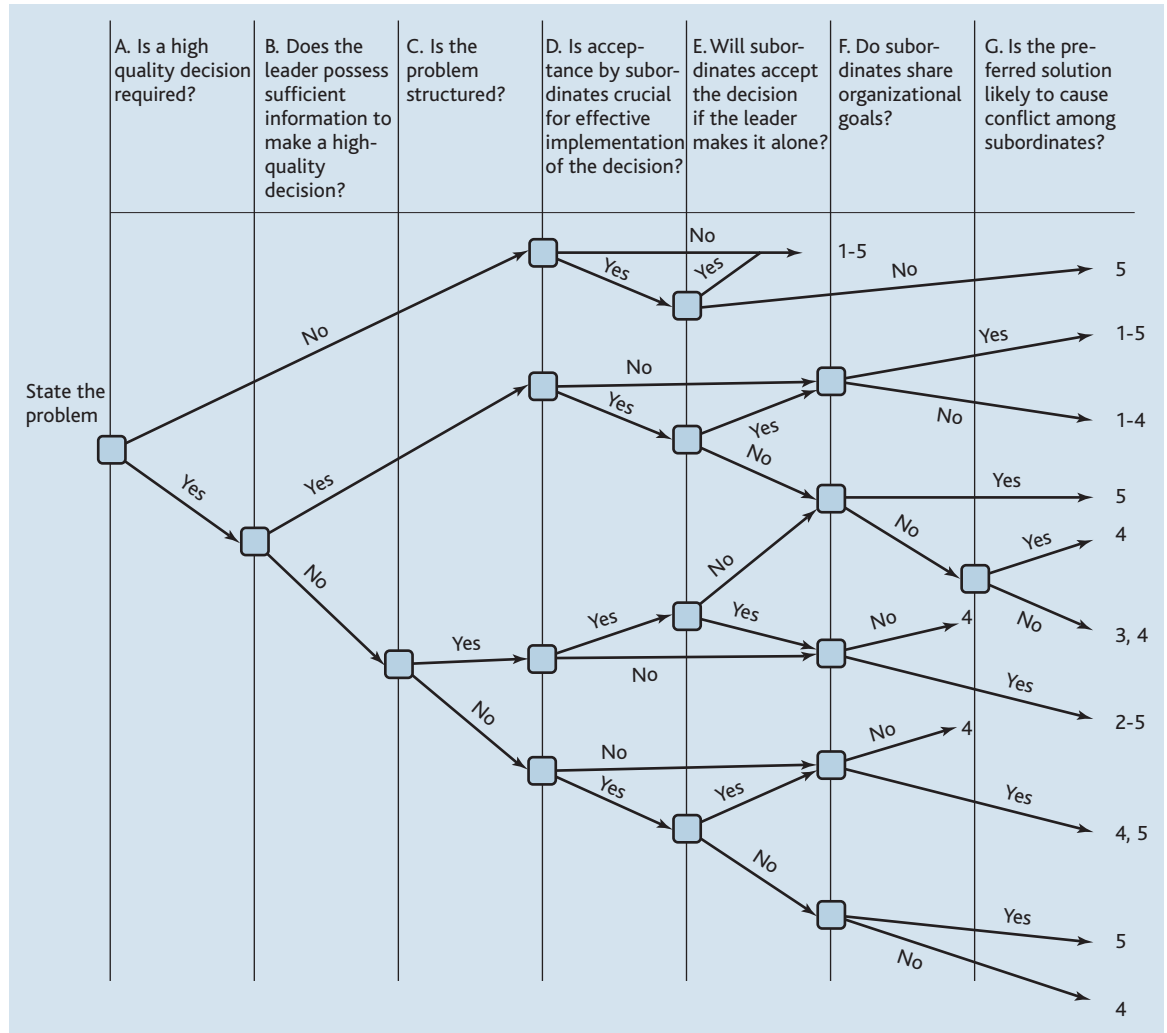 A. Is a high
quality decision
required?
B. Does the
leader possess
sufficient
information to
make a high-
quality
decision?
C. Is the
problem
structured?
D. Is accep-
tance by subor-
dinates crucial
for effective
implementation
of the decision?
E. Will subor-
dinates accept
the decision
if the leader
makes it alone?
F. Do subor-
dinates share
organizational
goals?
G. Is the pre-
ferred solution
likely to cause
conflict among
subordinates?
No
1-5
Yes
Yes
No
5
No
Yes
1-5
State the
problem
No
Yes
Yes
No
1-4
No
Yes
Yes
Yes
5
No
Yes
4
No
No
Yes
Yes
No
4
No
3, 4
Yes
No
Yes
2-5
No
No
No
4
Yes
Yes
Yes
4, 5
No
Yes
5
No
4